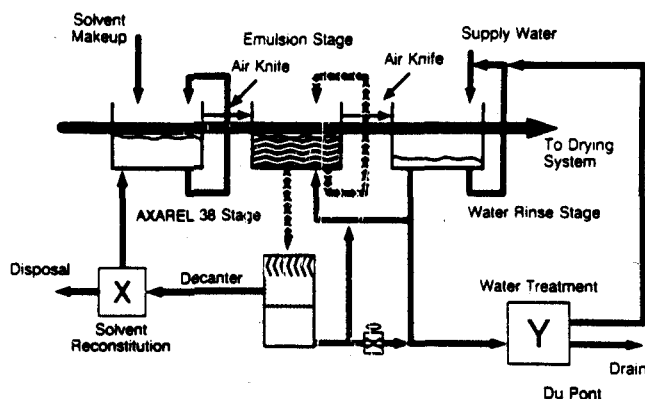 Solvent
Makeup
Emulsion Stage
Supply Water
Air Knife
Air Knife
To Drying
System
AXAREL 38 Stage
Water Rinse Stage
Disposal
X
Decanter
Solvent
Reconstitution
Water Treatment
Y
Drain
Du Pont